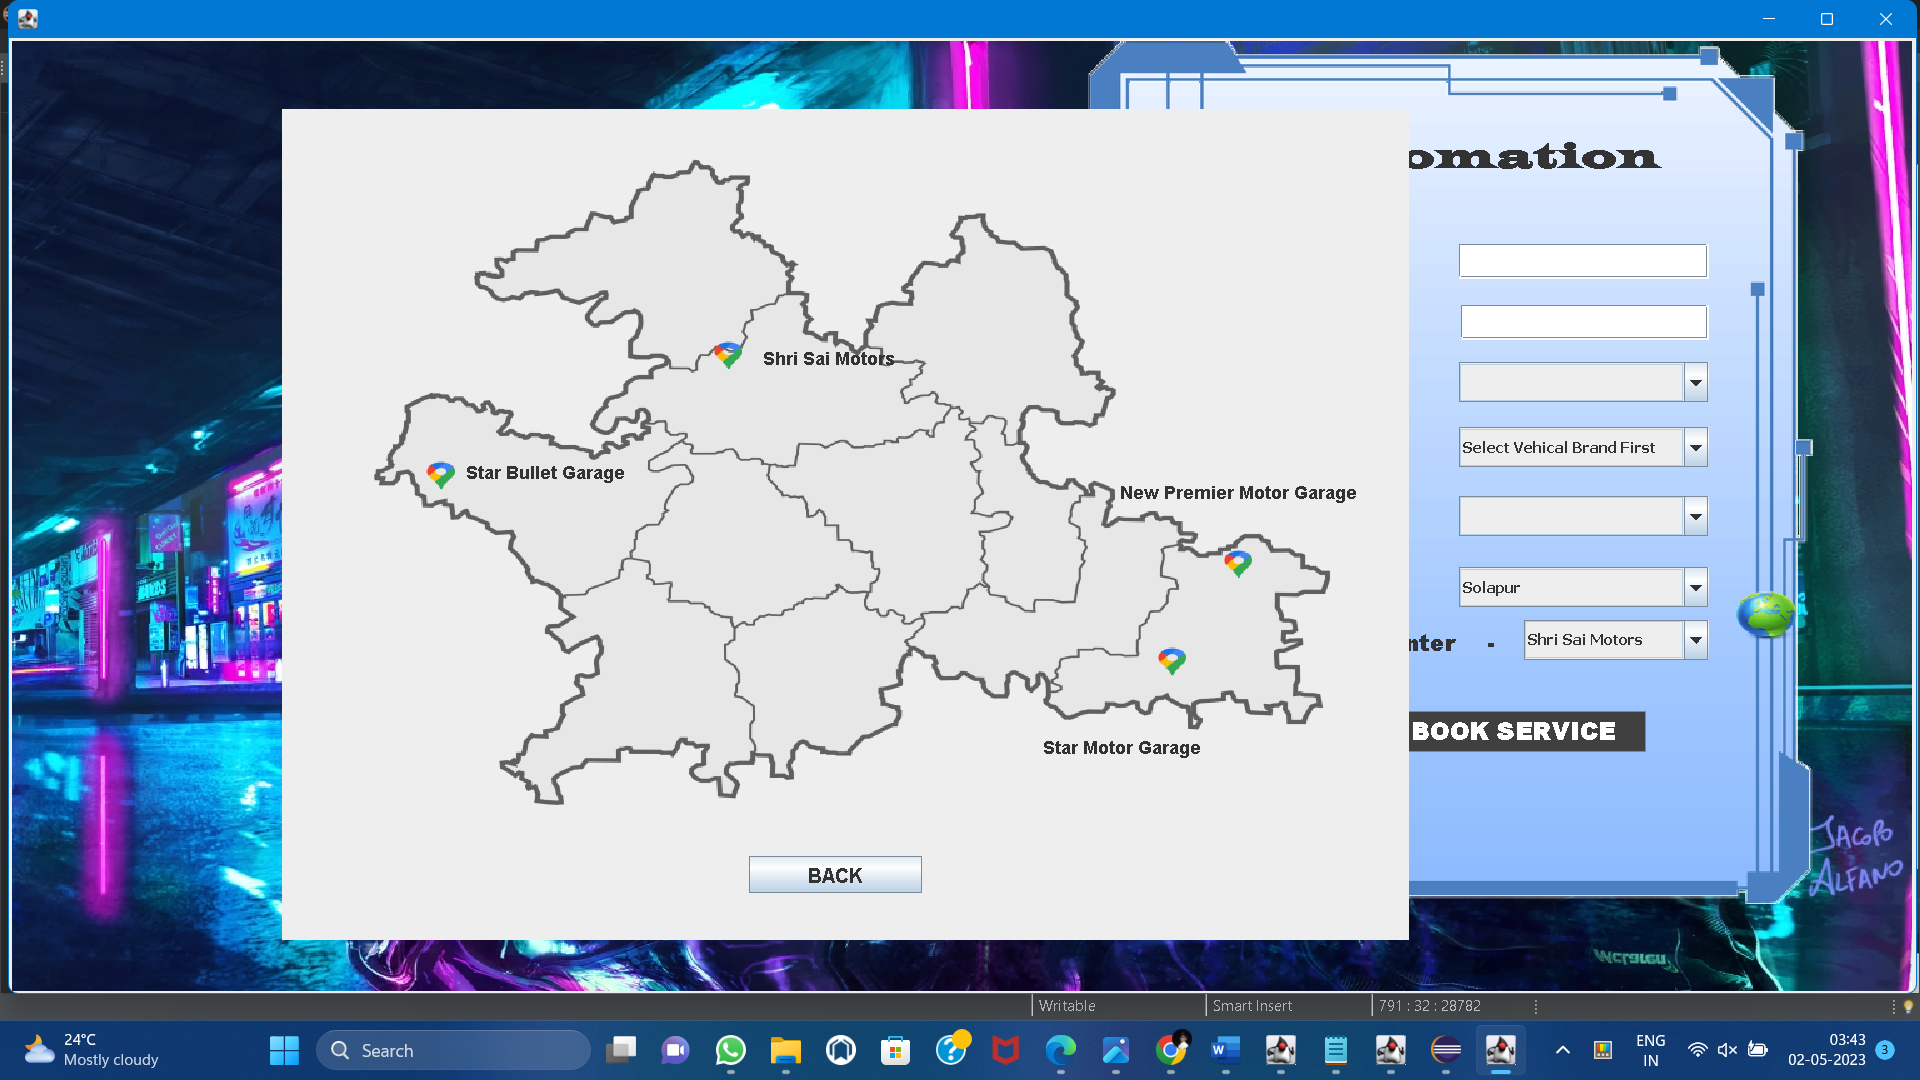 omation
Shri Sai Motors
Star Bullet Garage
New Premier Motor Garage
Star Motor Garage
BACK
Select Vehical Brand First
Solapur
nter -
Shri Sai Motors
BOOK SERVICE
JACOPO
ALFANO
McLaren
Writable
Smart Insert
791 : 32 : 28782
24°C
Mostly cloudy
Search
ENG
IN
03:43
02-05-2023
3